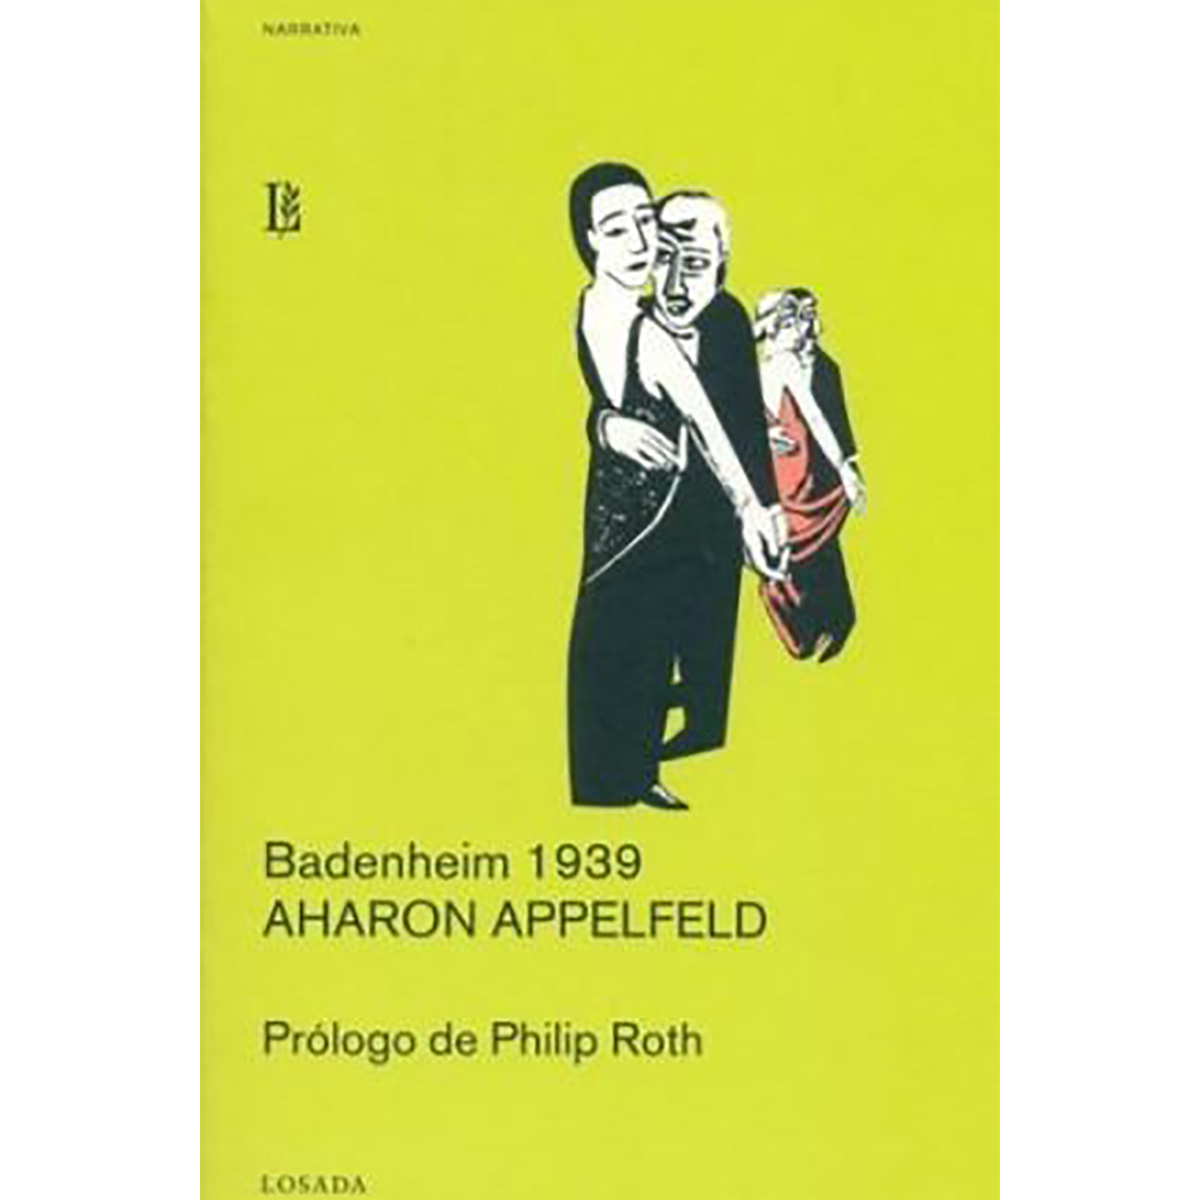 NARRATIVA
L
Badenheim 1939
AHARON APPELFELD
Prólogo de Philip Roth
LOSADA